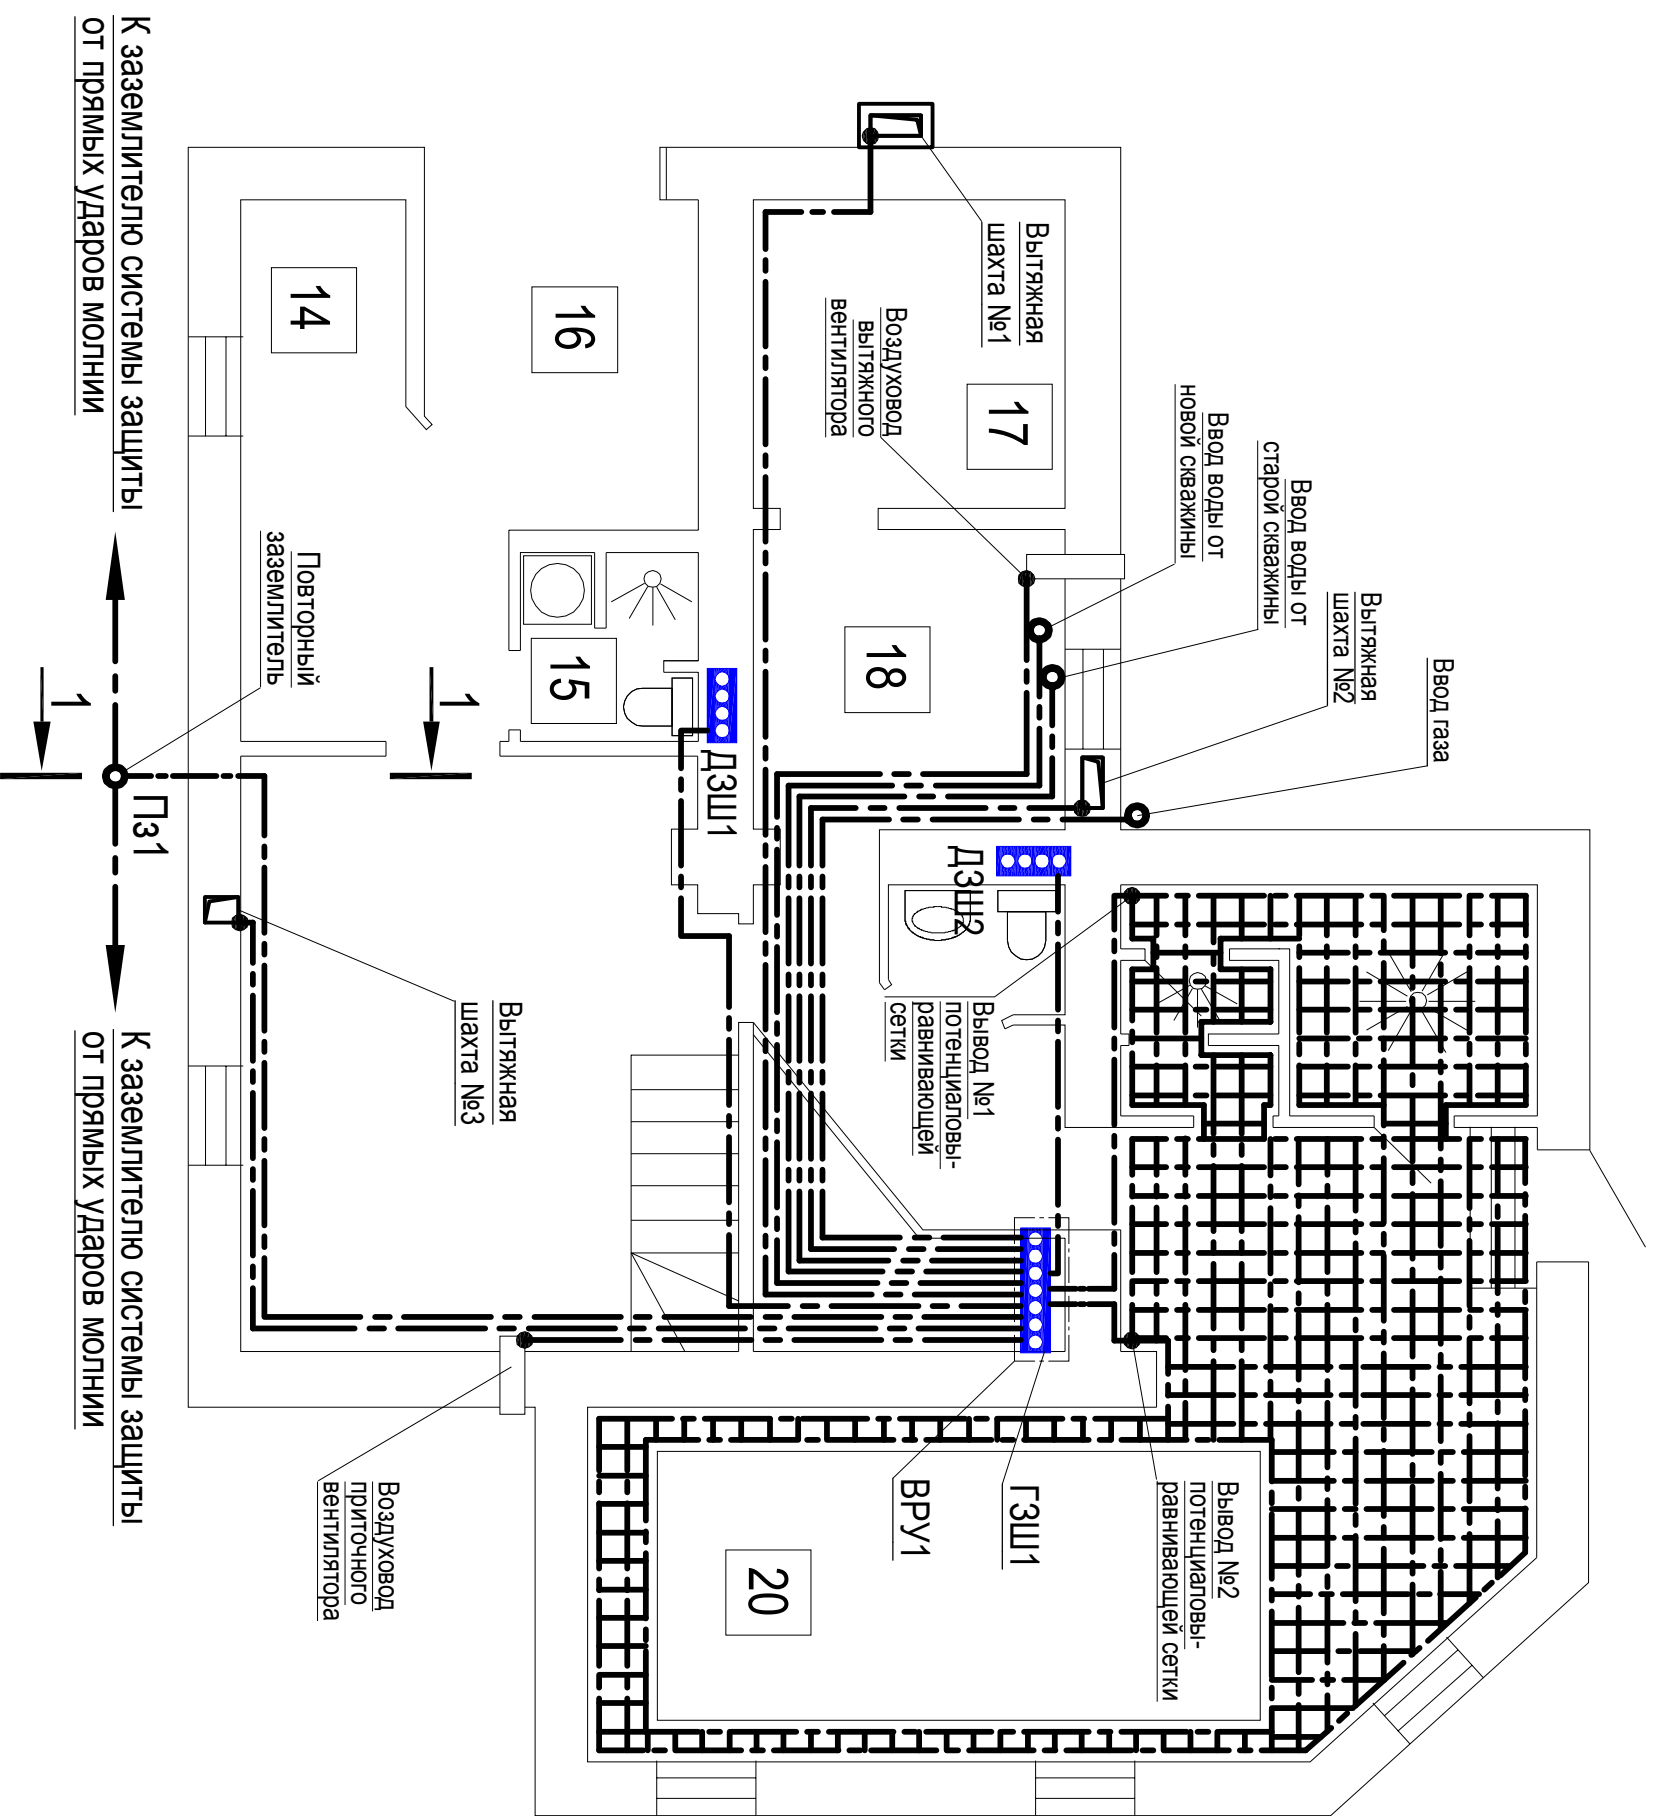 Ввод газа
Вытяжная
шахта №2
Ввод воды от
старой скважины
Ввод воды от
новой скважины
Вытяжная
шахта №1
Воздуховод
вытяжного
вентилятора
17
18
16
14
15
ДЗШ1
ДЗШ2
Вывод №1
потенциаловы-
равнивающей
сетки
Вывод №2
потенциаловы-
равнивающей сетки
ГЗШ1
ВРУ1
20
Повторный
заземлитель
1
1
Пз1
Вытяжная
шахта №3
Воздуховод
приточного
вентилятора
К заземлителю системы защиты
от прямых ударов молнии
К заземлителю системы защиты
от прямых ударов молнии